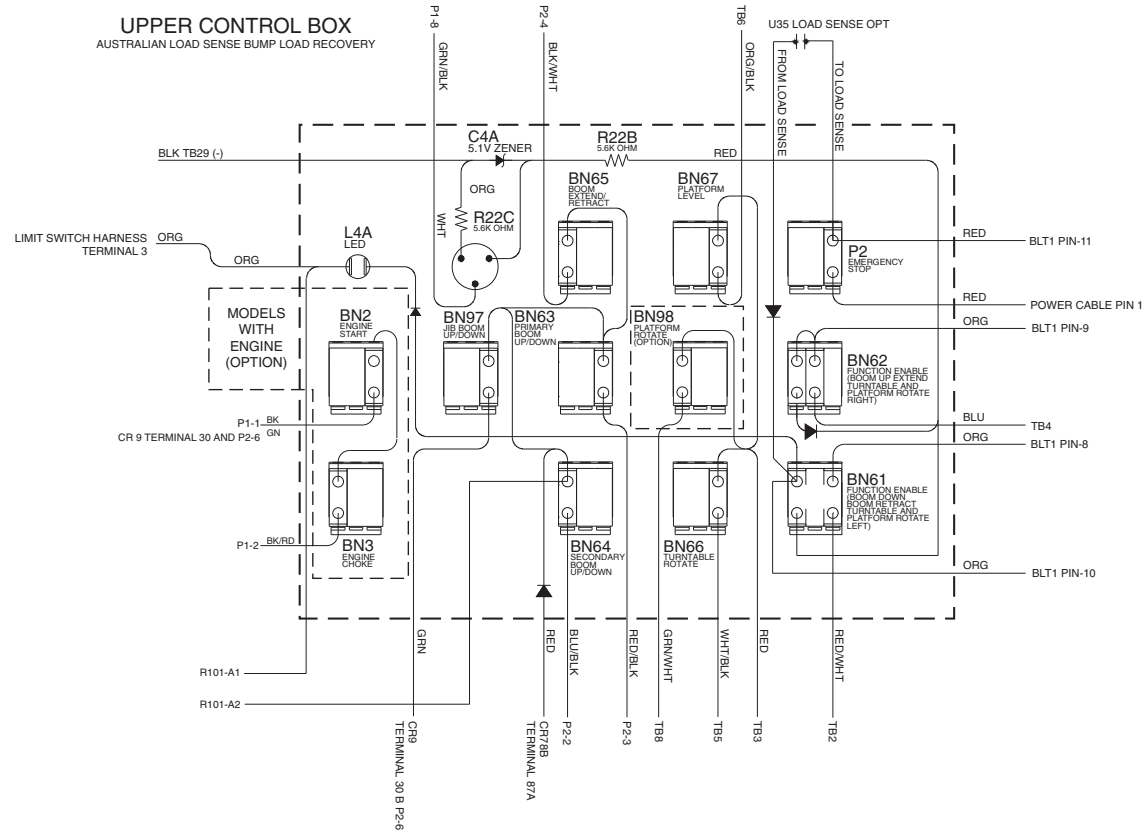 UPPER CONTROL BOX
AUSTRALIAN LOAD SENSE BUMP LOAD RECOVERY
P1-8
GRN/BLK
P2-4
BLK/WHT
TB6
ORG/BLK
U35 LOAD SENSE OPT
FROM LOAD SENSE
TO LOAD SENSE
BLK TB29 (-)
C4A
5.1V ZENER
R22B
5.6K OHM
RED
ORG
WHT
R22C
5.6K OHM
BN65
BOOM
EXTEND/
RETRACT
BN67
PLATFORM
LEVEL
P2
EMERGENCY
STOP
RED
BLT1 PIN-11
RED
POWER CABLE PIN 1
ORG
BLT1 PIN-9
LIMIT SWITCH HARNESS
TERMINAL 3
ORG
ORG
L4A
LED
MODELS
WITH
ENGINE
(OPTION)
BN2
ENGINE
START
BN97
JIB BOOM
UP/DOWN
BN63
PRIMARY
BOOM
UP/DOWN
BN98
PLATFORM
ROTATE
(OPTION)
BN62
FUNCTION ENABLE
(BOOM UP EXTEND
TURNTABLE AND
PLATFORM ROTATE
RIGHT)
P1-1
BK
CR 9 TERMINAL 30 AND P2-6
GN
BLU
TB4
ORG
BLT1 PIN-8
BN61
FUNCTION ENABLE
(BOOM DOWN
BOOM RETRACT
TURNTABLE AND
PLATFORM ROTATE
LEFT)
P1-2
BK/RD
BN3
ENGINE
CHOKE
BN64
SECONDARY
BOOM
UP/DOWN
BN66
TURNTABLE
ROTATE
ORG
BLT1 PIN-10
GRN
RED
BLU/BLK
RED/BLK
GRN/WHT
WHT/BLK
RED
RED/WHT
R101-A1
R101-A2
CR9
TERMINAL 30 B P2-6
CR78B
TERMINAL 87A
P2-2
P2-3
TB8
TB5
TB3
TB2